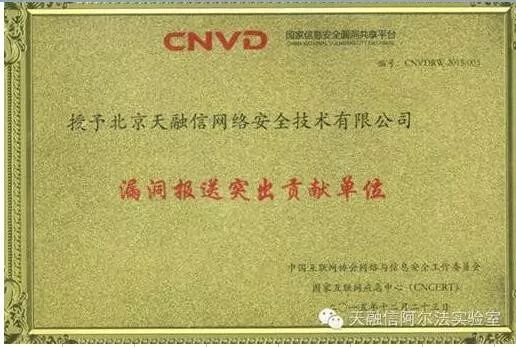 CNVD 国家信息安全漏洞共享平台
CHINA NATIONAL VULNERABILITY DATABASE
编号：CNVDRW-2015-003
授予北京天融信网络安全技术有限公司
漏洞报送突出贡献单位
中国互联网协会网络与信息安全工作委员会
国家互联网应急中心（CNCERT）
二〇一五年十二月二十三日
天融信阿尔法实验室